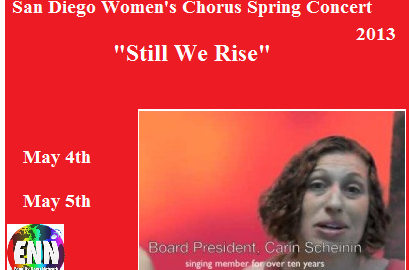 San Diego Women's Chorus Spring Concert
2013
"Still We Rise"
May 4th
May 5th
Board President, Carin Scheinin
singing member for over ten years
ENN